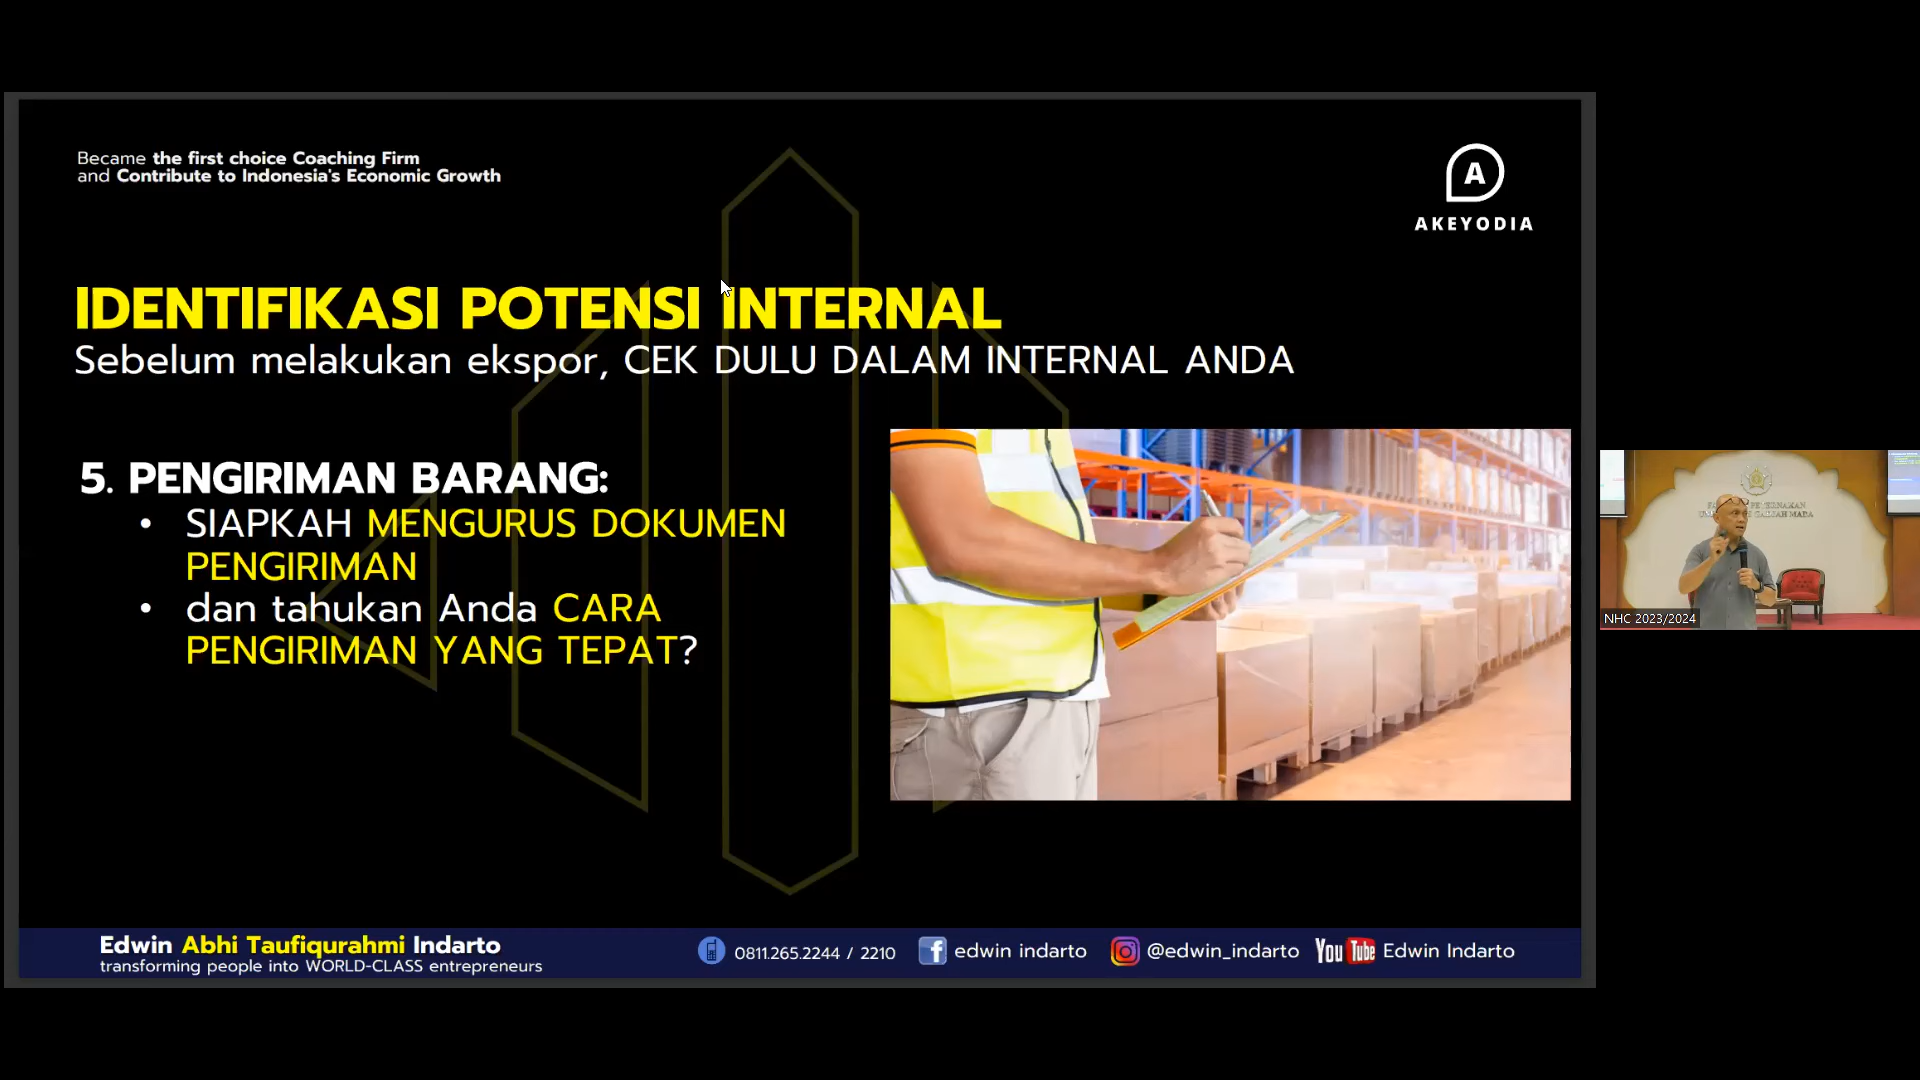 Became the first choice Coaching Firm
and Contribute to Indonesia's Economic Growth
A
AKEYODIA
IDENTIFIKASI POTENSI INTERNAL
Sebelum melakukan ekspor, CEK DULU DALAM INTERNAL ANDA
5. PENGIRIMAN BARANG:
• SIAPKAH MENGURUS DOKUMEN
PENGIRIMAN
• dan tahukan Anda CARA
PENGIRIMAN YANG TEPAT?
NHC 2023/2024
Edwin Abhi Taufiqurahmi Indarto
transforming people into WORLD-CLASS entrepreneurs
0811.265.2244 / 2210
edwin indarto
@edwin_indarto
You Tube Edwin Indarto